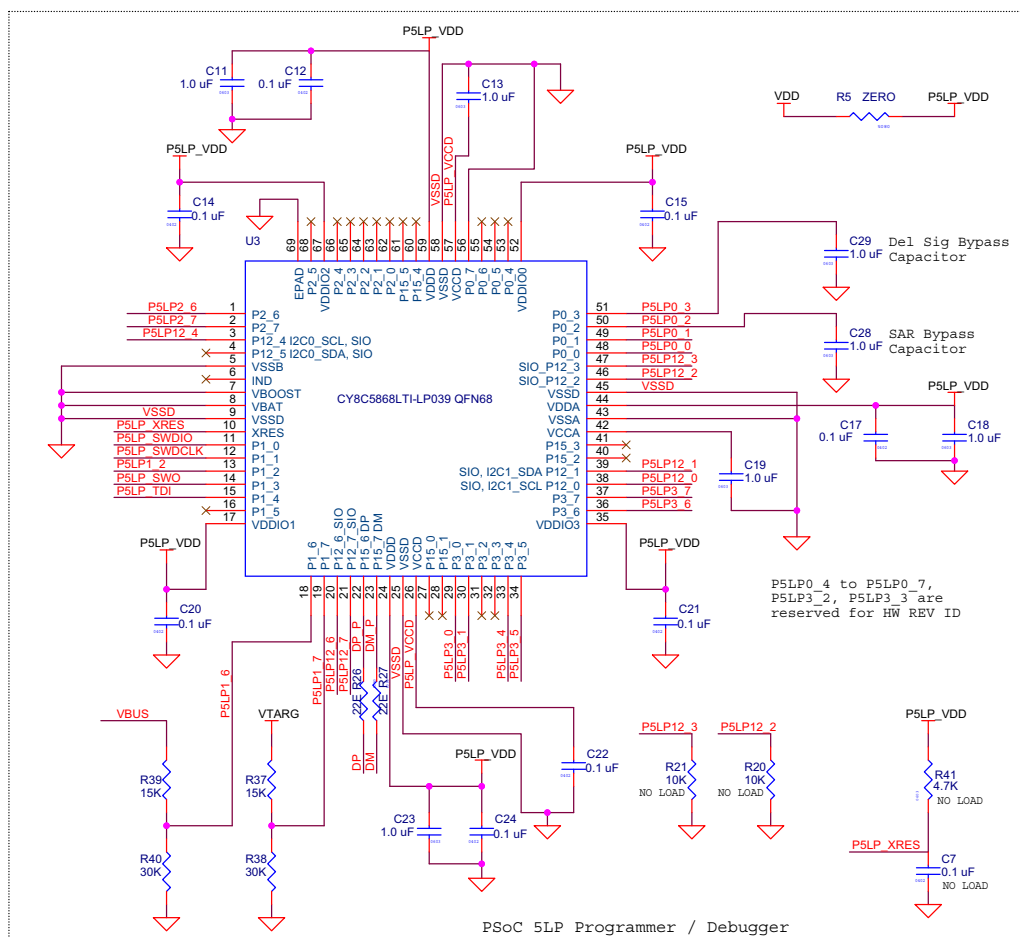 P5LP_VDD
C11
1.0 uF
0603
C12
0.1 uF
0402
C13
1.0 uF
0603
VDD
R5 ZERO
P5LP_VDD
P5LP_VDD
C14
0.1 uF
0402
VSSD
P5LP_VCCD
P5LP_VDD
C15
0.1 uF
0402
U3
69
68
67
66
65
64
63
62
61
60
59
58
57
56
55
54
53
52
EPAD
P2_5
VDDIO2
P2_4
P2_3
P2_2
P2_1
P2_0
P15_5
P15_4
VDDD
VSSD
VCCD
P0_7
P0_6
P0_5
P0_4
VDDIO0
C29
1.0 uF
0603
Del Sig Bypass
Capacitor
C28
1.0 uF
0603
SAR Bypass
Capacitor
P5LP2_6 1 P2_6
P5LP2_7 2 P2_7
P5LP12_4 3 P12_4 I2C0_SCL, SIO
4 P12_5 I2C0_SDA, SIO
5 VSSB
6 IND
7 VBOOST
8 VBAT
VSSD 9 VSSD
P5LP_XRES 10 XRES
P5LP_SWDIO 11 P1_0
P5LP_SWDCLK 12 P1_1
P5LP1_2 13 P1_2
P5LP_SWO 14 P1_3
P5LP_TDI 15 P1_4
16 P1_5
17 VDDIO1
CY8C5868LTI-LP039 QFN68
P0_3 51 P5LP0_3
P0_2 50 P5LP0_2
P0_1 49 P5LP0_1
P0_0 48 P5LP0_0
SIO_P12_3 47 P5LP12_3
SIO_P12_2 46 P5LP12_2
VSSD 45 VSSD
VDDA 44
VSSA 43
VCCA 42
P15_3 41
P15_2 40
SIO, I2C1_SDA P12_1 39 P5LP12_1
SIO, I2C1_SCL P12_0 38 P5LP12_0
P3_7 37 P5LP3_7
P3_6 36 P5LP3_6
VDDIO3 35
P5LP_VDD
C17
0.1 uF
0402
C18
1.0 uF
0603
C19
1.0 uF
0603
P1_6
P1_7
P12_6_SIO
P12_7_SIO
P15_6 DP
P15_7 DM
VDDD
VSSD
VCCD
P15_0
P15_1
P3_0
P3_1
P3_2
P3_3
P3_4
P3_5
18
19
20
21
22
23
24
25
26
27
28
29
30
31
32
33
34
P5LP_VDD
C20
0.1 uF
0402
P5LP_VDD
C21
0.1 uF
0402
P5LP0_4 to P5LP0_7,
P5LP3_2, P5LP3_3 are
reserved for HW REV ID
P5LP1_6
P5LP1_7
P5LP12_6
P5LP12_7
DP_P
DM_P
VSSD
P5LP_VCCD
P5LP3_0
P5LP3_1
P5LP3_4
P5LP3_5
22E R26
22E R27
DP
DM
VBUS
R39
15K
R40
30K
VTARG
R37
15K
R38
30K
P5LP_VDD
C23
1.0 uF
0603
C24
0.1 uF
0402
C22
0.1 uF
0402
P5LP12_3
R21
10K
NO LOAD
P5LP12_2
R20
10K
NO LOAD
P5LP_VDD
R41
4.7K
NO LOAD
P5LP_XRES
C7
0.1 uF
0402
NO LOAD
PSoC 5LP Programmer / Debugger